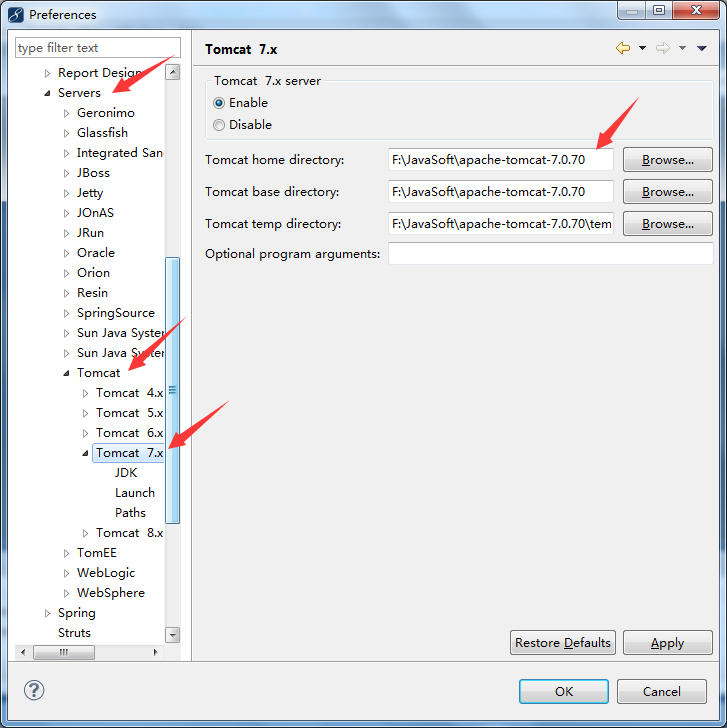 Preferences
type filter text
Tomcat 7.x
Report Design
Servers
Geronimo
Glassfish
Integrated San
JBoss
Jetty
JOnAS
JRun
Oracle
Orion
Resin
SpringSource
Sun Java System
Sun Java System
Tomcat
Tomcat 4.x
Tomcat 5.x
Tomcat 6.x
Tomcat 7.x
JDK
Launch
Paths
Tomcat 8.x
TomEE
WebLogic
WebSphere
Spring
Struts
Tomcat 7.x server
Enable
Disable
Tomcat home directory: F:\JavaSoft\apache-tomcat-7.0.70 Browse...
Tomcat base directory: F:\JavaSoft\apache-tomcat-7.0.70 Browse...
Tomcat temp directory: F:\JavaSoft\apache-tomcat-7.0.70\tem Browse...
Optional program arguments:
Restore Defaults Apply
? OK Cancel